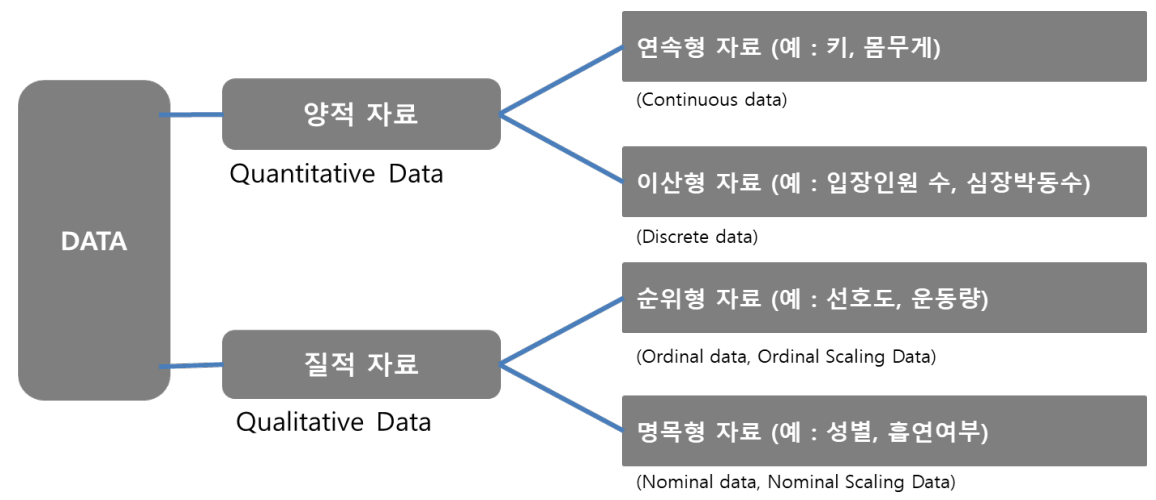 DATA
양적 자료
Quantitative Data
연속형 자료 (예 : 키, 몸무게)
(Continuous data)
이산형 자료 (예 : 입장인원 수, 심장박동수)
(Discrete data)
질적 자료
Qualitative Data
순위형 자료 (예 : 선호도, 운동량)
(Ordinal data, Ordinal Scaling Data)
명목형 자료 (예 : 성별, 흡연여부)
(Nominal data, Nominal Scaling Data)